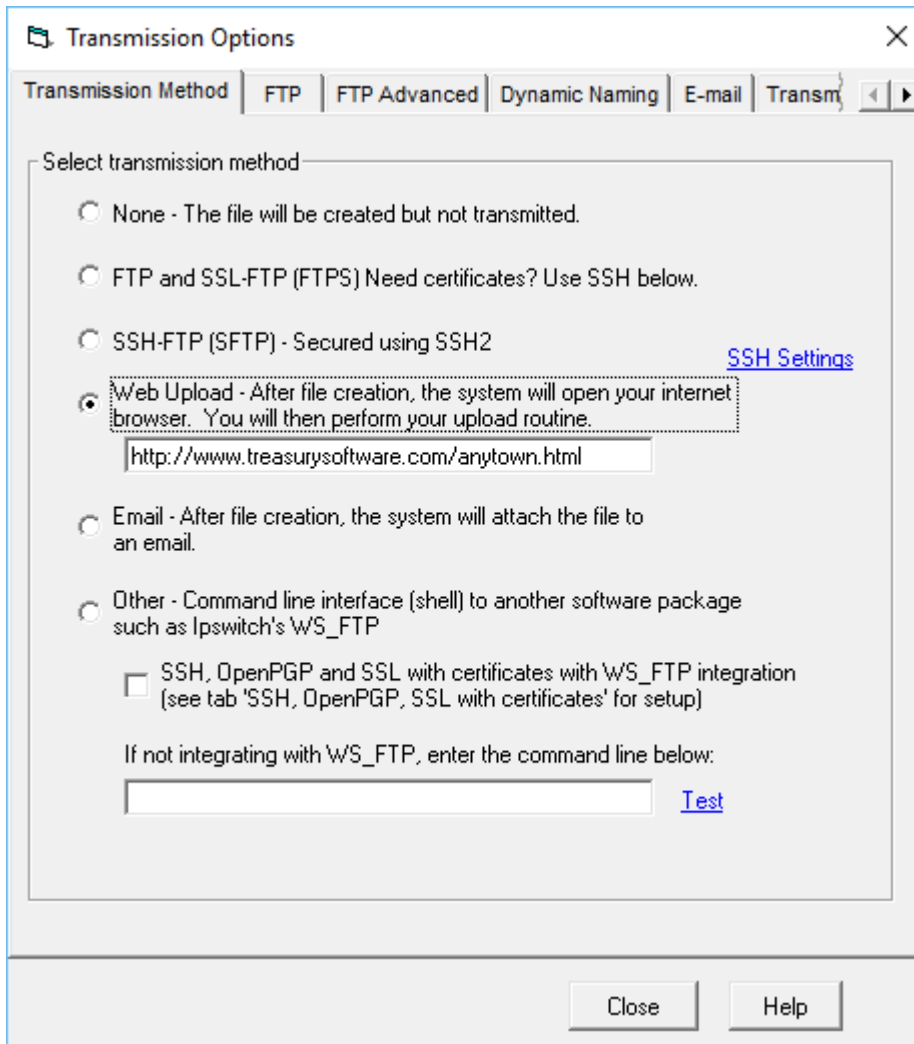 Transmission Options
Transmission Method FTP FTP Advanced Dynamic Naming E-mail Transm
Select transmission method
None - The file will be created but not transmitted.
FTP and SSL-FTP (FTPS) Need certificates? Use SSH below.
SSH-FTP (SFTP) - Secured using SSH2
SSH Settings
Web Upload - After file creation, the system will open your internet
browser. You will then perform your upload routine.
http://www.treasurysoftware.com/anytown.html
Email - After file creation, the system will attach the file to
an email.
Other - Command line interface (shell) to another software package
such as Ipswitch's WS_FTP
SSH, OpenPGP and SSL with certificates with WS_FTP integration
(see tab 'SSH, OpenPGP, SSL with certificates' for setup)
If not integrating with WS_FTP, enter the command line below:
Test
Close Help